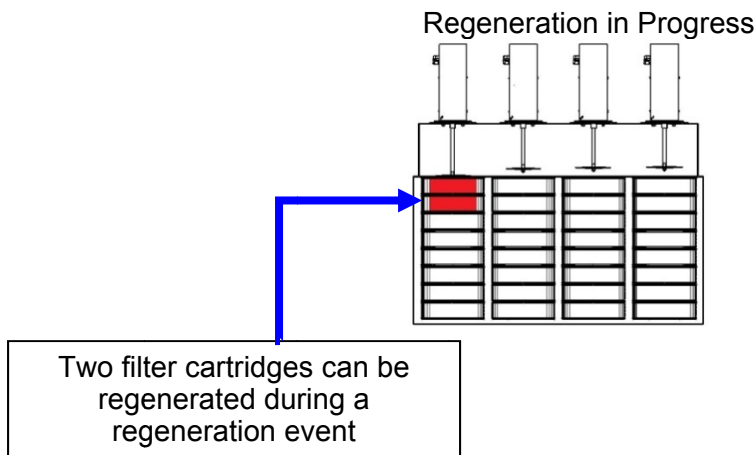 Regeneration in Progress
Two filter cartridges can be
regenerated during a
regeneration event